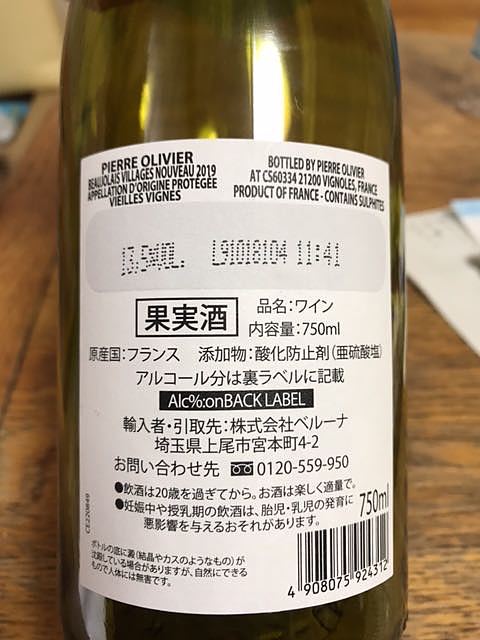 PIERRE OLIVIER
BEAUJOLAIS VILLAGES NOUVEAU 2019
APPELLATION D'ORIGINE PROTÉGÉE
VIEILLES VIGNES
BOTTLED BY PIERRE OLIVIER
AT CS60334 21200 VIGNOLES, FRANCE
PRODUCT OF FRANCE - CONTAINS SULPHITES
13,5%VOL. L91018104 11:41
果実酒
品名:ワイン
内容量:750ml
原産国:フランス 添加物:酸化防止剤(亜硫酸塩)
アルコール分は裏ラベルに記載
Alc%:onBACK LABEL
輸入者・引取先:株式会社ベルーナ
埼玉県上尾市宮本町4-2
お問い合わせ先 0120-559-950
●飲酒は20歳を過ぎてから。お酒は楽しく適量で。
●妊娠中や授乳期の飲酒は、胎児・乳児の発育に
悪影響を与えるおそれがあります。
750ml
CE220849
ボトルの底に澱(結晶やカスのようなもの)が
沈殿している場合がありますが、自然にできる
もので人体には無害です。
4 908075 924312